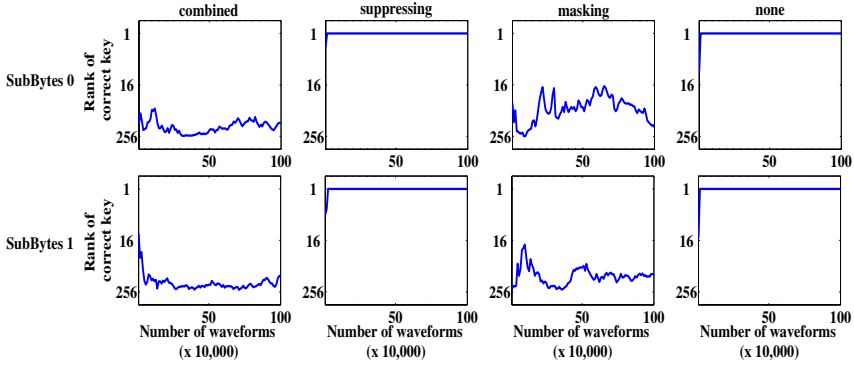 combined suppressing masking none
SubBytes 0
Rank of
correct key
1 1 1 1
16 16 16 16
256 256 256 256
50 100 50 100 50 100 50 100
SubBytes 1
Rank of
correct key
1 1 1 1
16 16 16 16
256 256 256 256
50 100 50 100 50 100 50 100
Number of waveforms Number of waveforms Number of waveforms Number of waveforms
(x 10,000) (x 10,000) (x 10,000) (x 10,000)